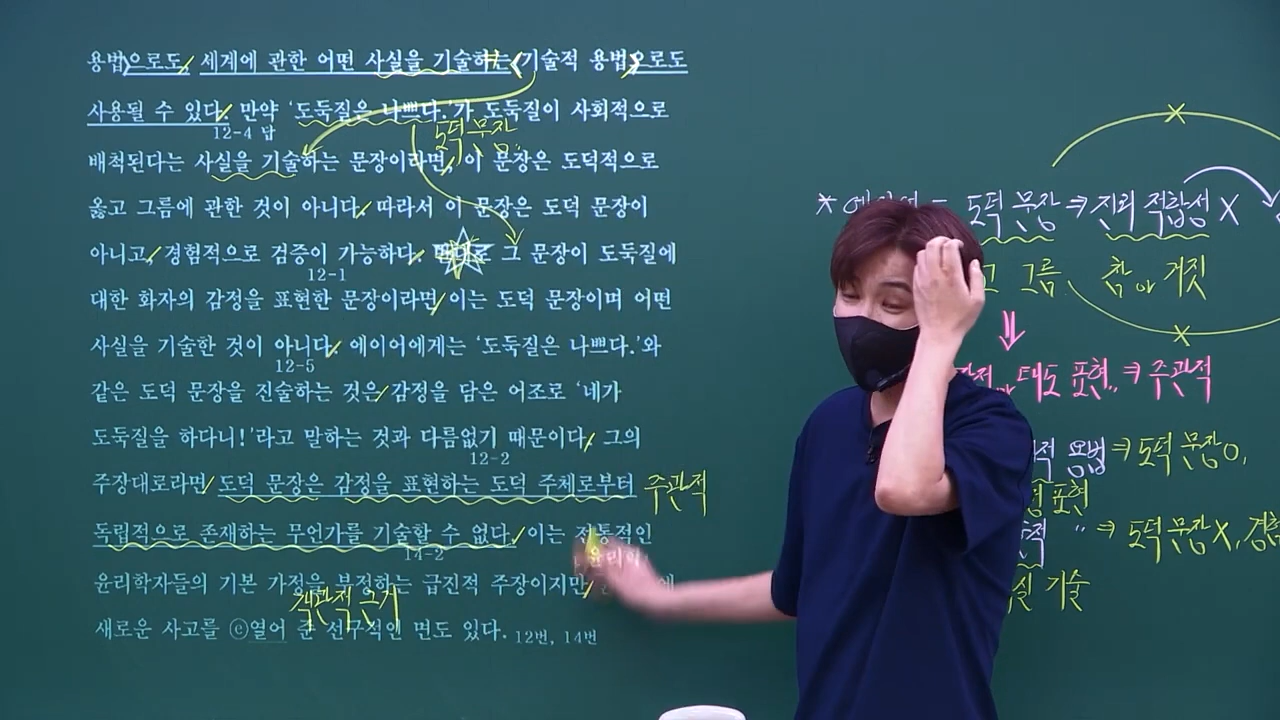 용법으로도, 세계에 관한 어떤 사실을 기술하는 기술적 용법으로도
사용될 수 있다. 만약 '도둑질은 나쁘다.'가 도둑질이 사회적으로
12-4 답
도덕 문장
배척된다는 사실을 기술하는 문장이라면, 이 문장은 도덕적으로
옳고 그름에 관한 것이 아니다. 따라서 이 문장은 도덕 문장이
아니고, 경험적으로 검증이 가능하다. 반대로 그 문장이 도둑질에
12-1
대한 화자의 감정을 표현한 문장이라면 이는 도덕 문장이며 어떤
사실을 기술한 것이 아니다. 에이어에게는 '도둑질은 나쁘다.'와
12-5
같은 도덕 문장을 진술하는 것은 감정을 담은 어조로 '네가
도둑질을 하다니!'라고 말하는 것과 다름없기 때문이다. 그의
12-2
주장대로라면 도덕 문장은 감정을 표현하는 도덕 주체로부터
주관적
독립적으로 존재하는 무언가를 기술할 수 없다. 이는 전통적인
14-2
윤리학
윤리학자들의 기본 가정을 부정하는 급진적 주장이지만
객관적 근거
새로운 사고를 ⓔ열어 준 선구적인 면도 있다. 12번, 14번
도덕 문장 ⇒ 진리 적합성 X
그름 참 or 거짓
⇓
태도 표현 ⇒ 주관적
용법 ⇒ 도덕 문장 O,
표현
" ⇒ 도덕 문장 X,
기술